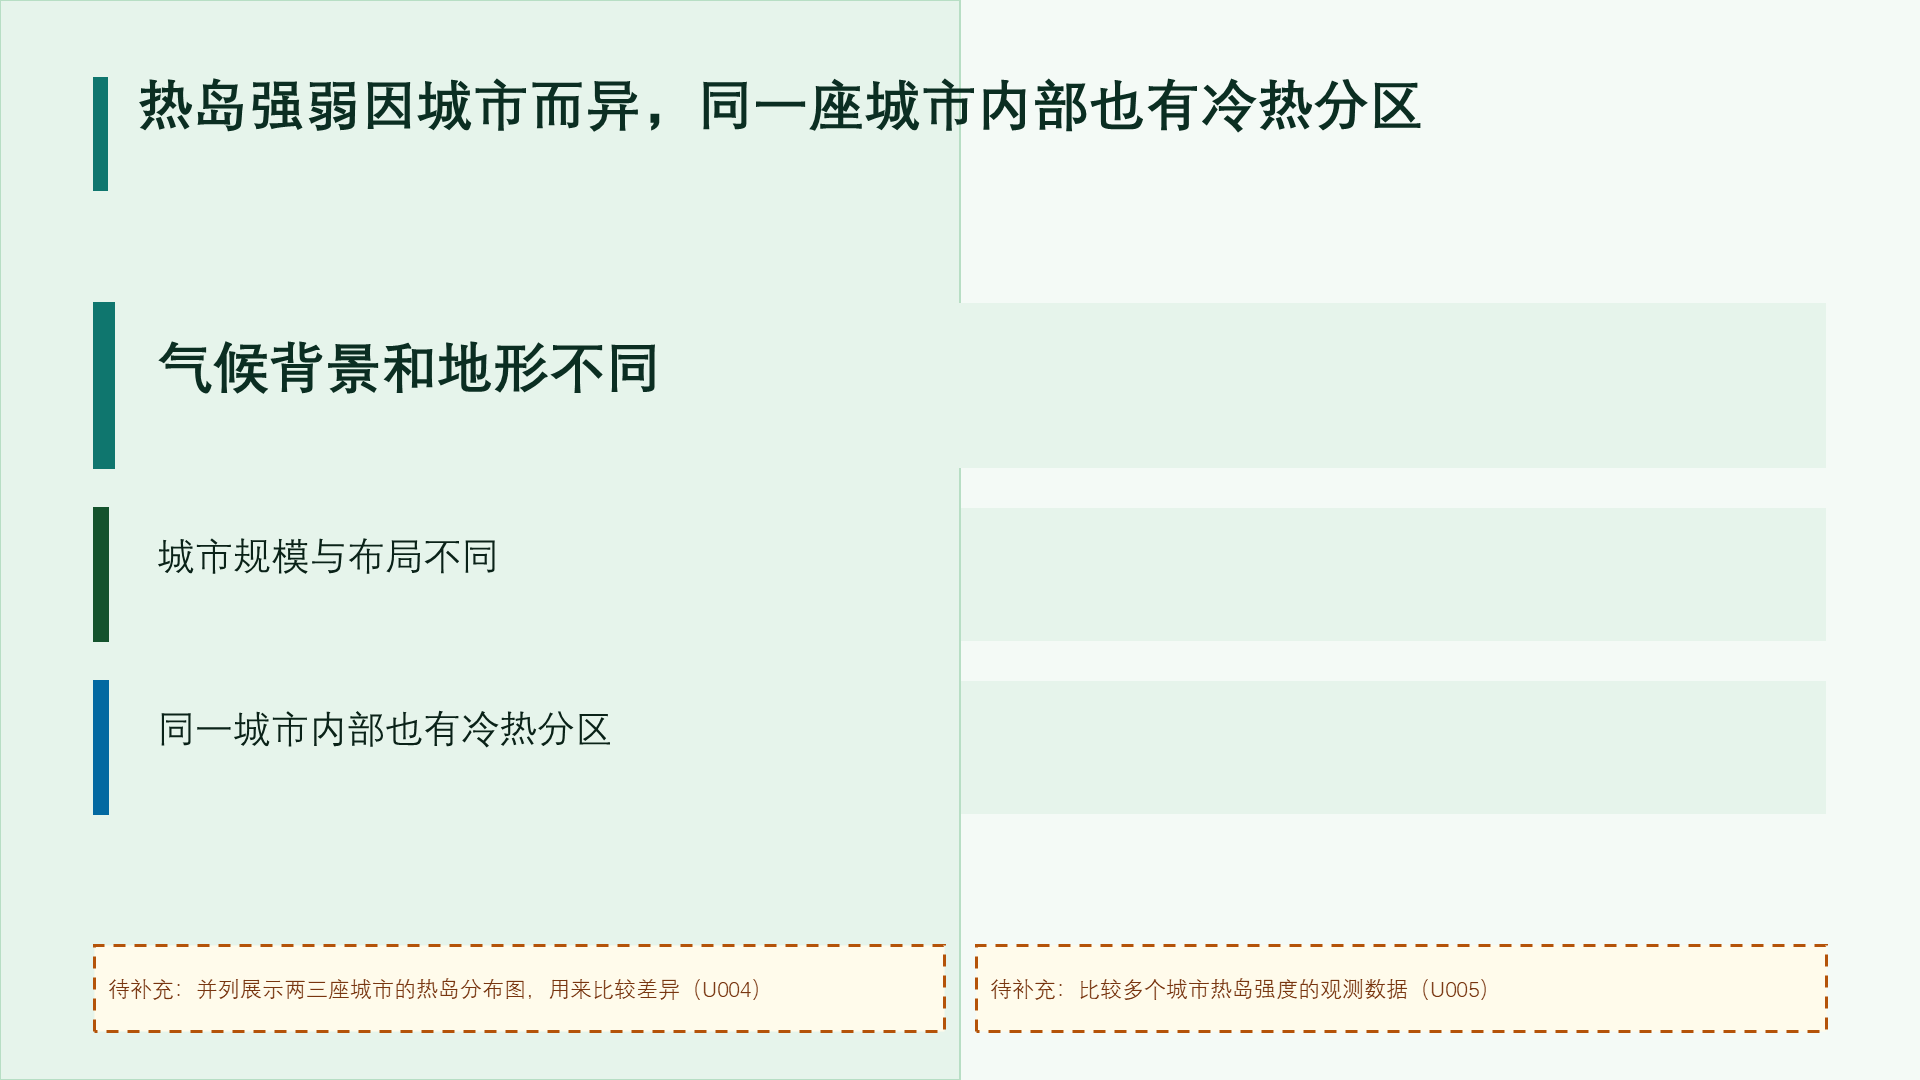 热岛强弱因城市而异，同一座城市内部也有冷热分区
气候背景和地形不同
城市规模与布局不同
同一城市内部也有冷热分区
待补充：并列展示两三座城市的热岛分布图，用来比较差异（U004）
待补充：比较多个城市热岛强度的观测数据（U005）